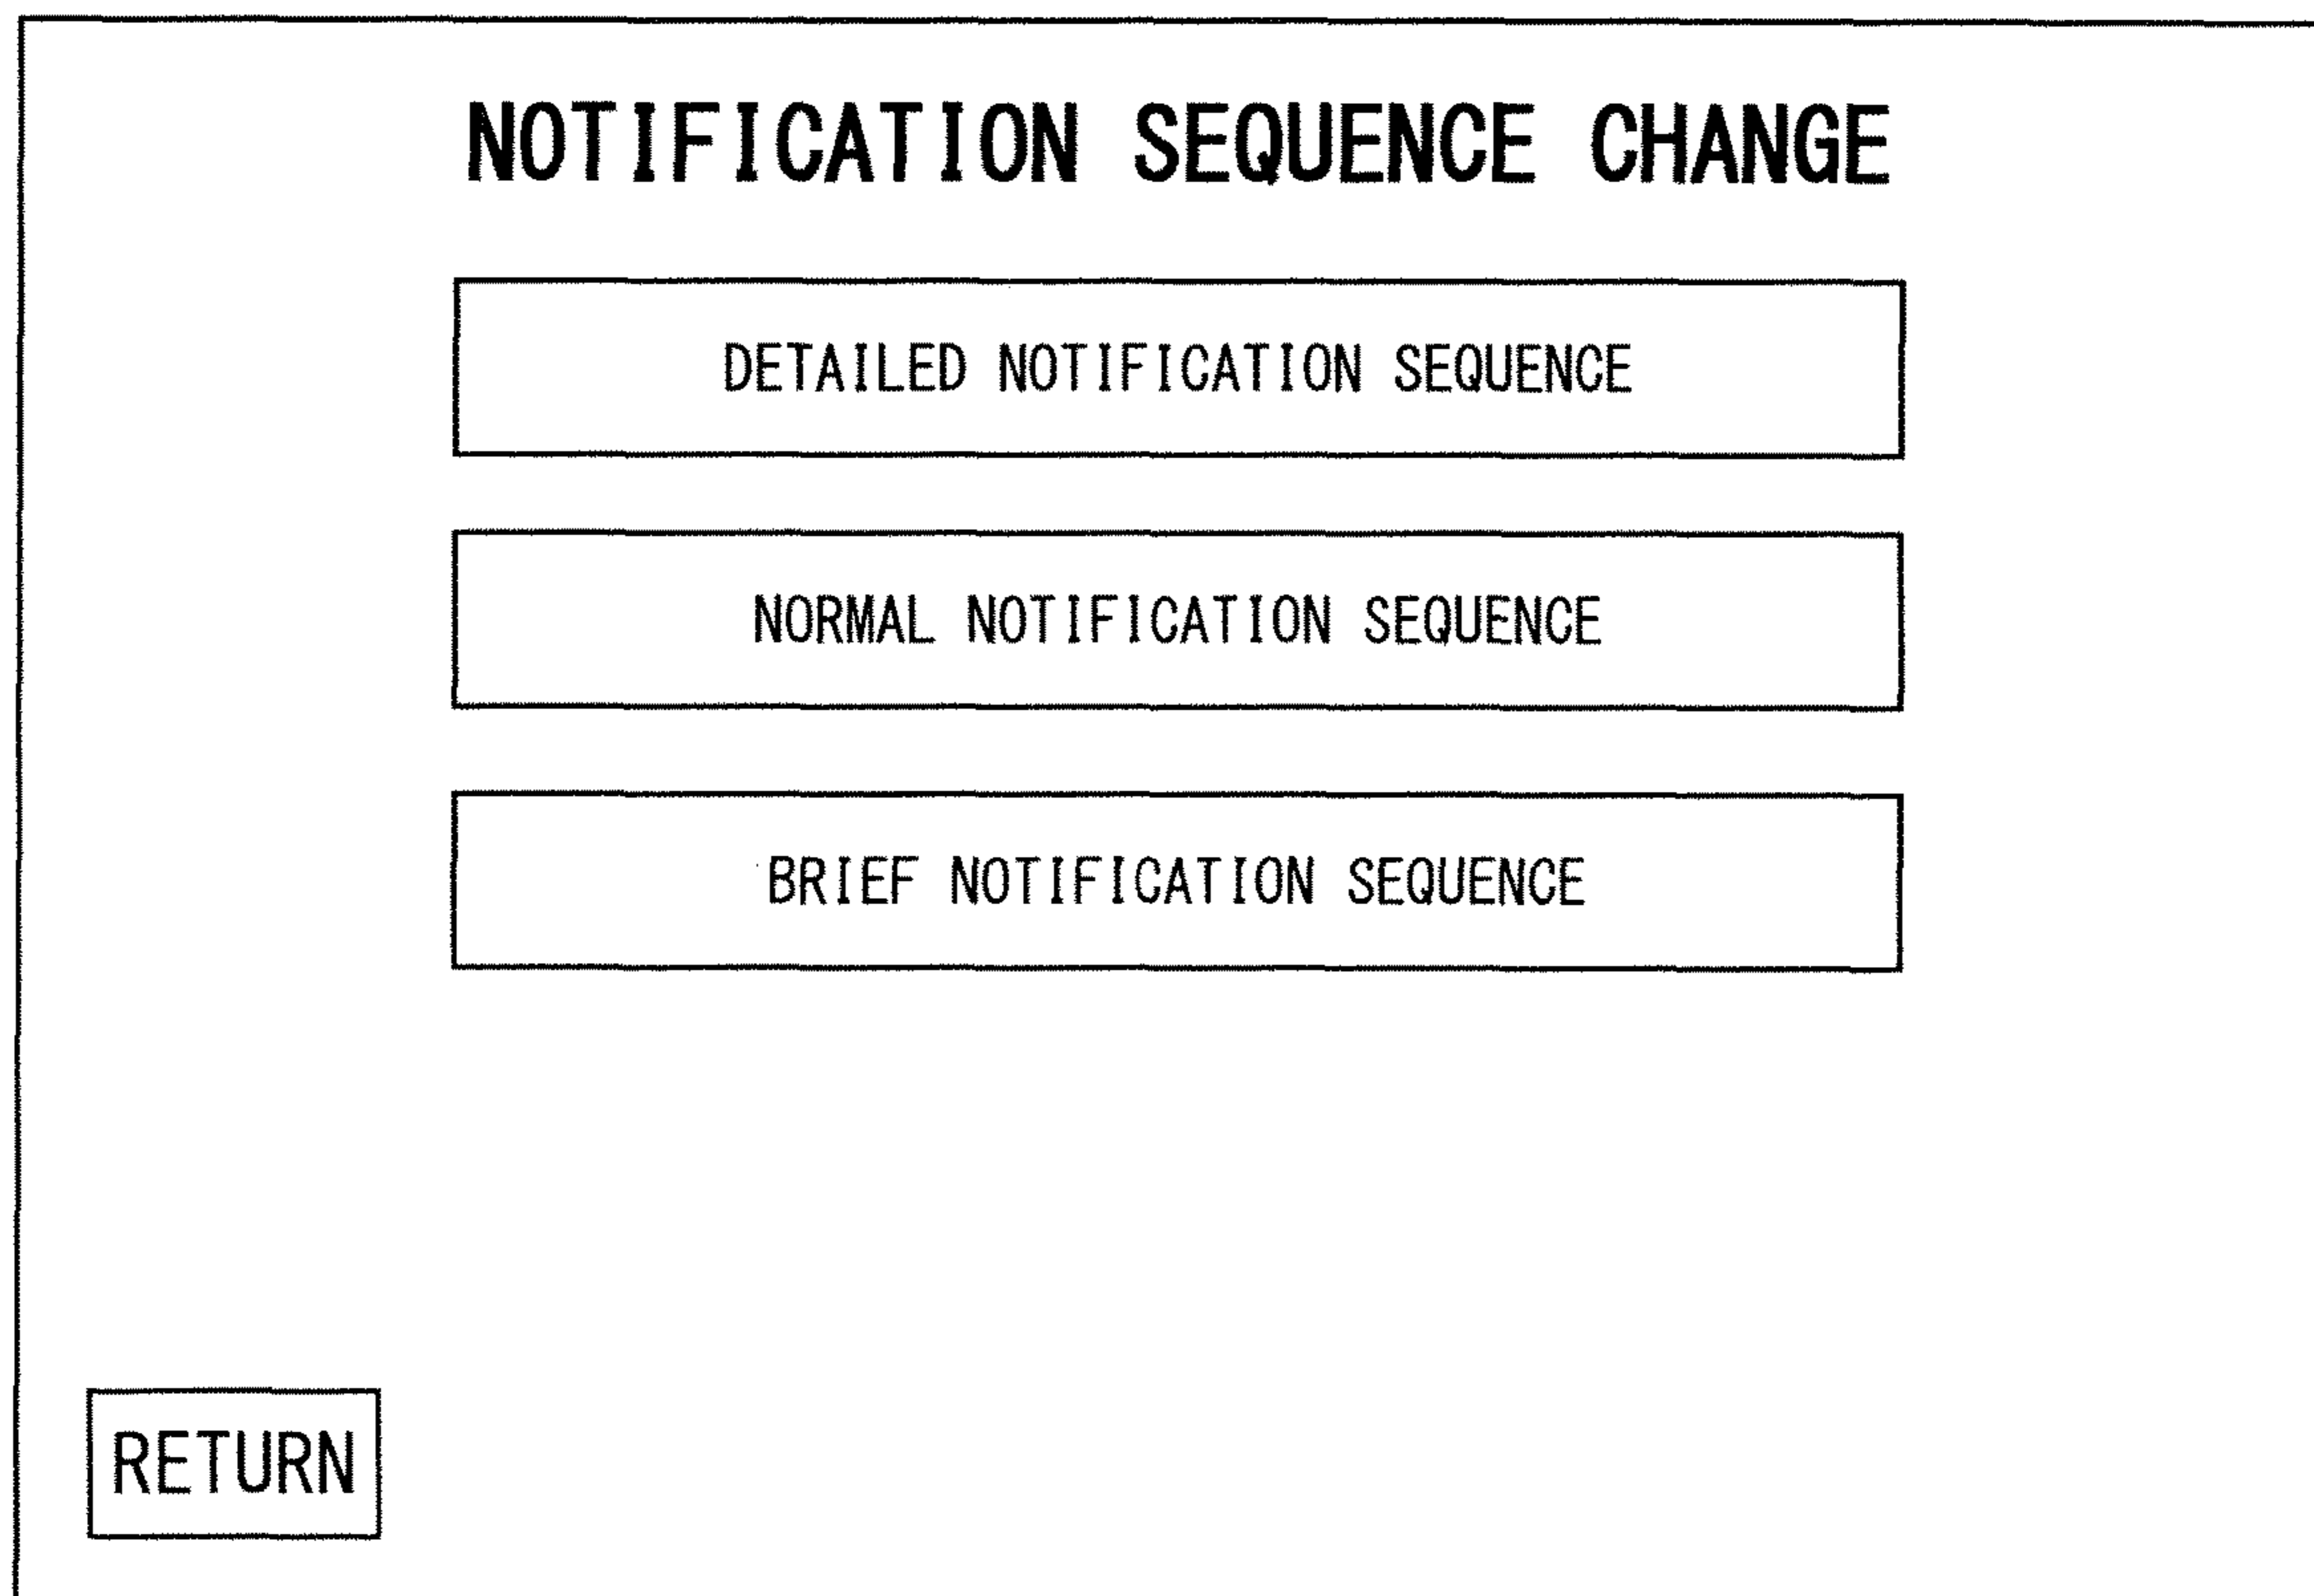 NOTIFICATION SEQUENCE CHANGE
DETAILED NOTIFICATION SEQUENCE
NORMAL NOTIFICATION SEQUENCE
BRIEF NOTIFICATION SEQUENCE
RETURN